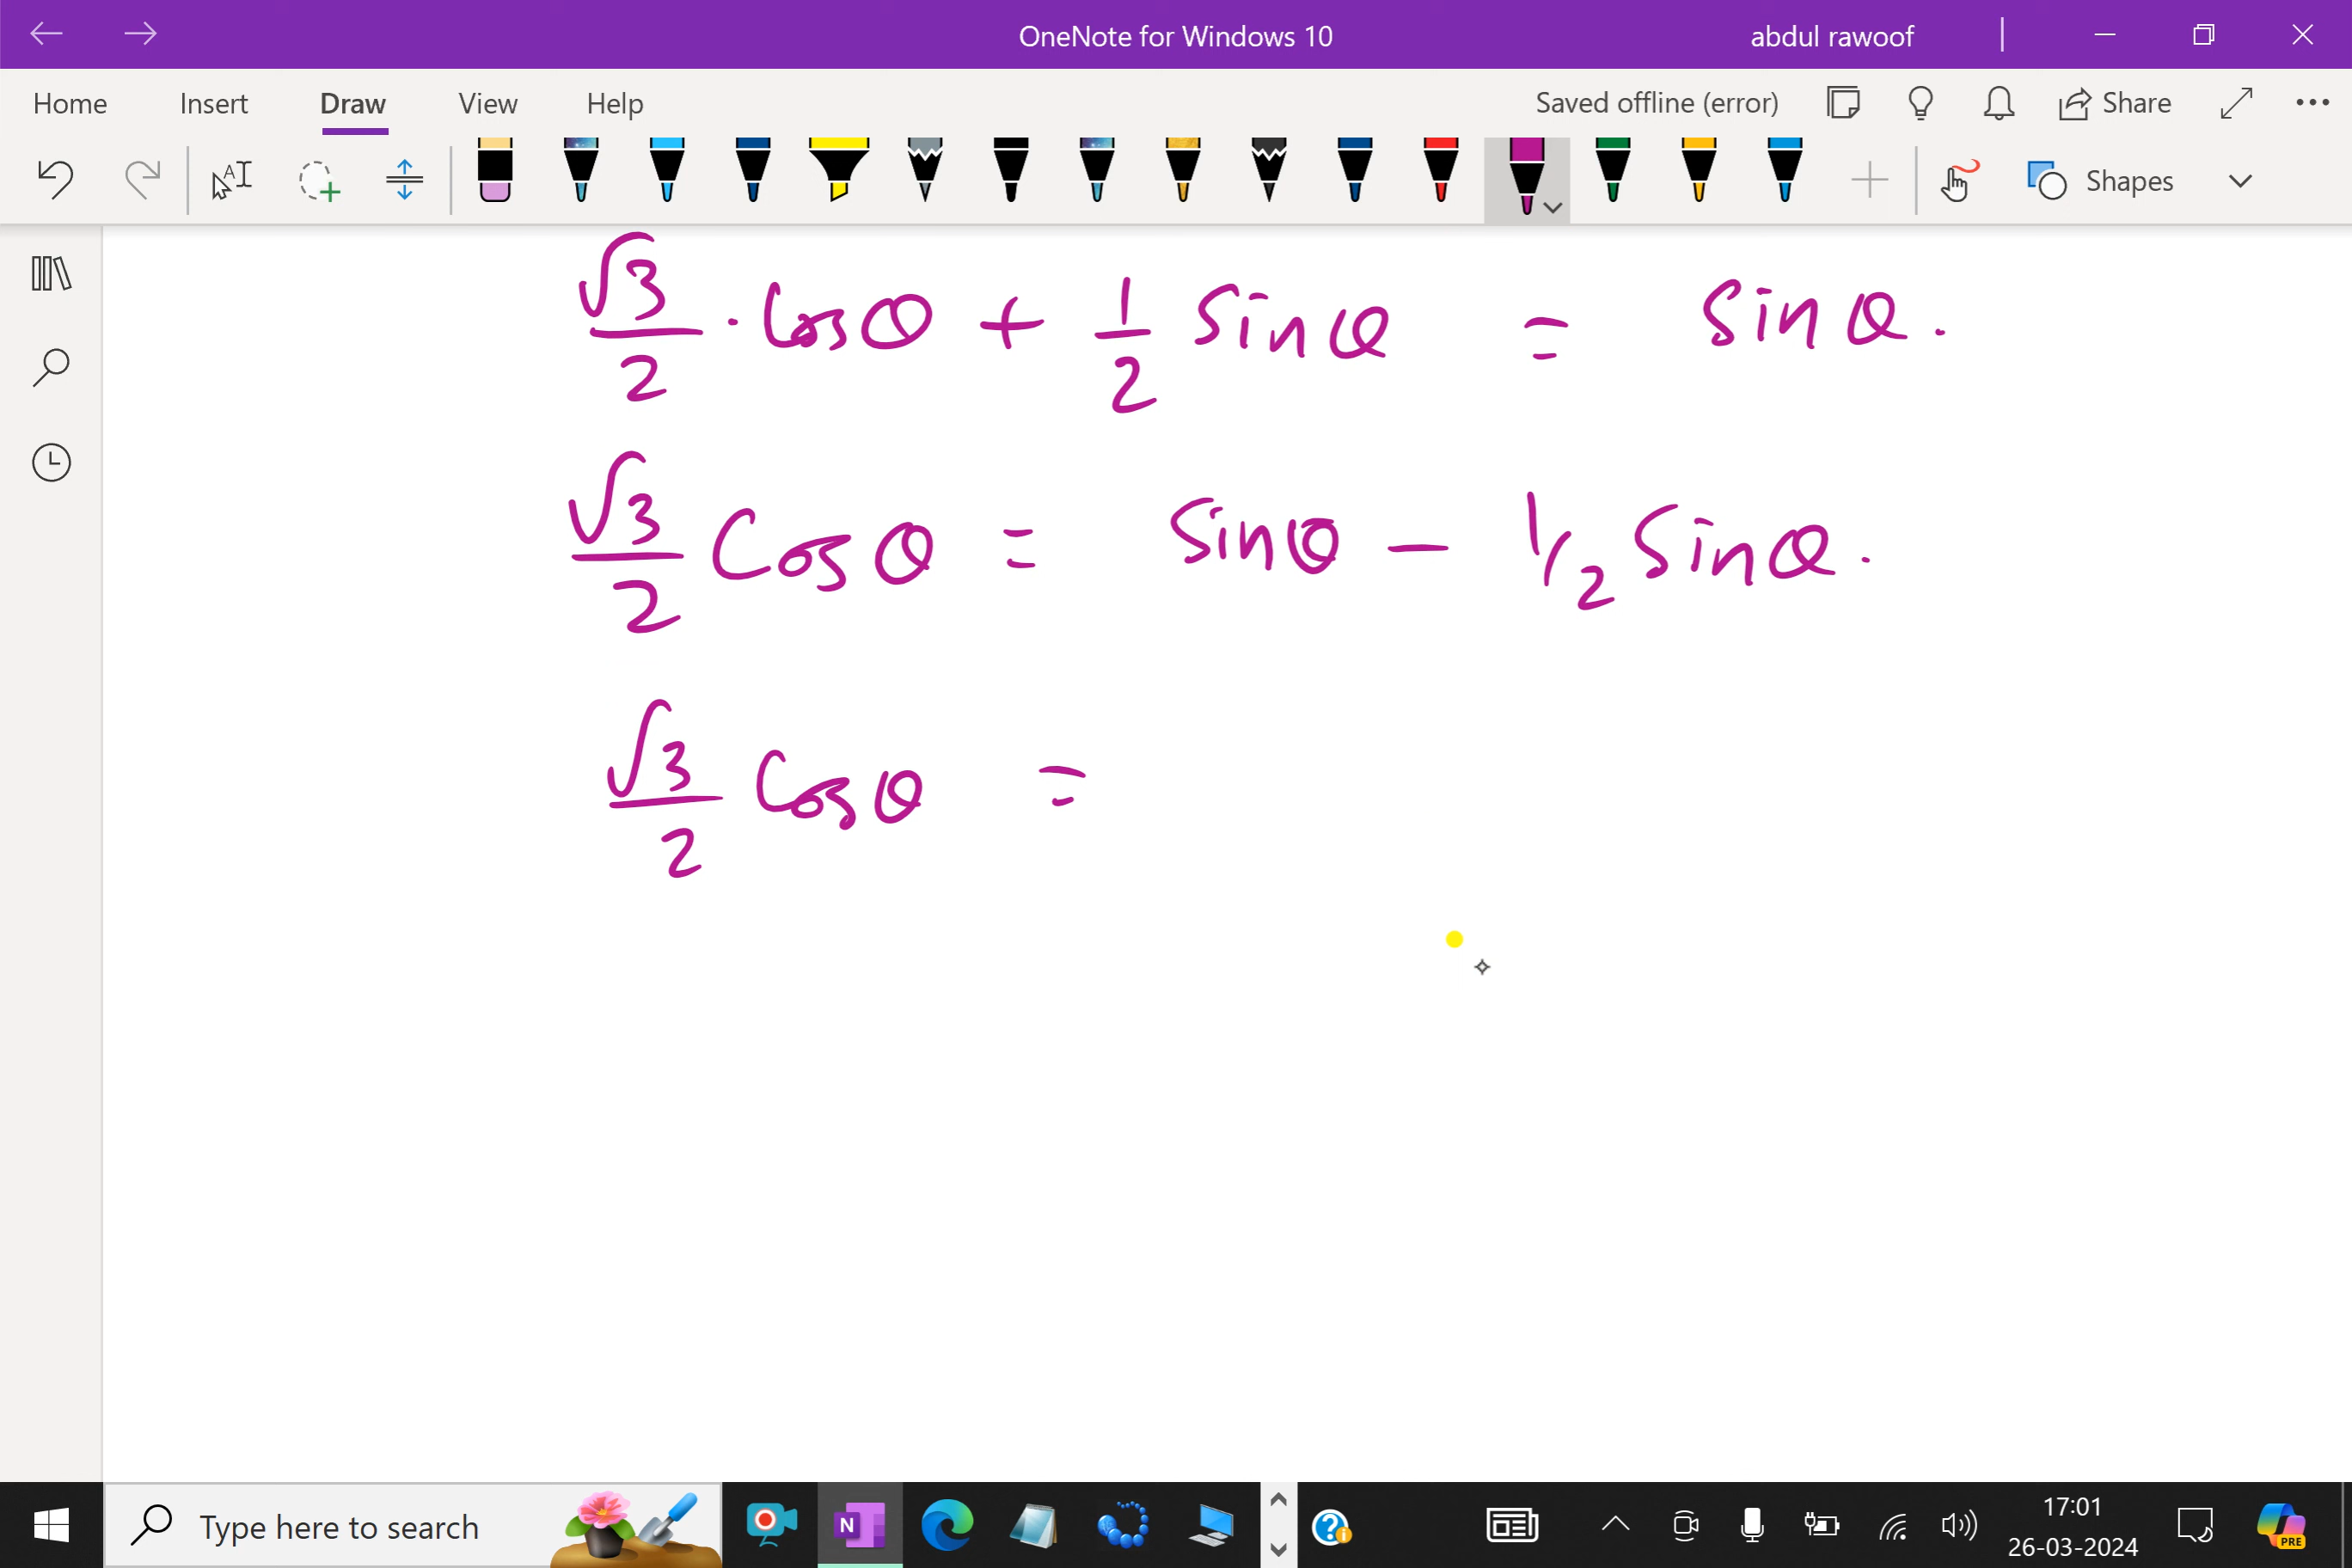 OneNote for Windows 10 abdul rawoof
Home Insert Draw View Help Saved offline (error) Share
Shapes
√3/2 · Cosθ + 1/2 Sinθ = Sinθ.
√3/2 Cosθ = Sinθ − 1/2 Sinθ.
√3/2 Cosθ =
Type here to search
17:01
26-03-2024
PRE